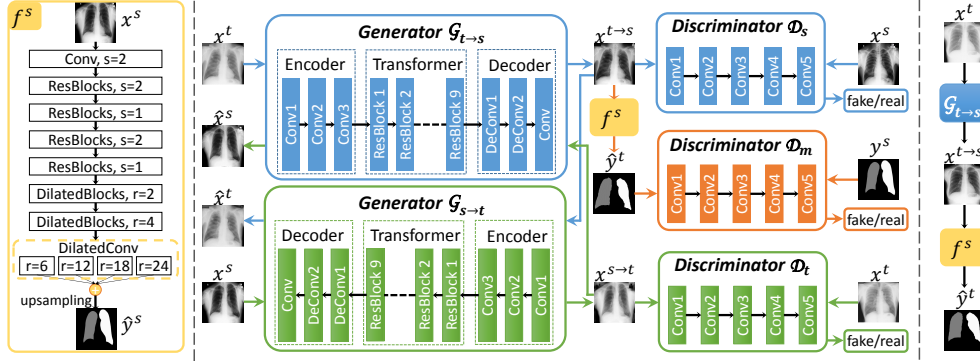 f^s
x^s
Conv, s=2
ResBlocks, s=2
ResBlocks, s=1
ResBlocks, s=2
ResBlocks, s=1
DilatedBlocks, r=2
DilatedBlocks, r=4
DilatedConv
r=6 r=12 r=18 r=24
+
upsampling
ŷ^s
x^t
x̂^s
x̂^t
x^s
Generator 𝒢_{t→s}
Encoder Transformer Decoder
Conv1 Conv2 Conv3 ResBlock 1 ResBlock 2 ResBlock 9 DeConv1 DeConv2 Conv
Generator 𝒢_{s→t}
Decoder Transformer Encoder
Conv DeConv2 DeConv1 ResBlock 9 ResBlock 2 ResBlock 1 Conv3 Conv2 Conv1
x^{t→s}
f^s
ŷ^t
x^{s→t}
Discriminator 𝒟_s
Conv1 Conv2 Conv3 Conv4 Conv5
x^s
fake/real
Discriminator 𝒟_m
Conv1 Conv2 Conv3 Conv4 Conv5
y^s
fake/real
Discriminator 𝒟_t
Conv1 Conv2 Conv3 Conv4 Conv5
x^t
fake/real
x^t
𝒢_{t→s}
x^{t→s}
f^s
ŷ^t